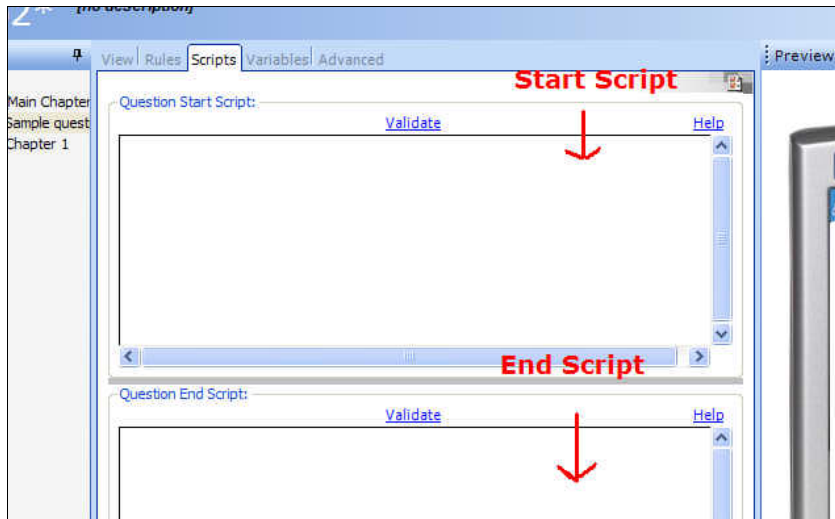 2* [no description]
View Rules Scripts Variables Advanced
Preview
Start Script
Main Chapter
Sample quest
Chapter 1
Question Start Script:
Validate Help
End Script
Question End Script:
Validate Help